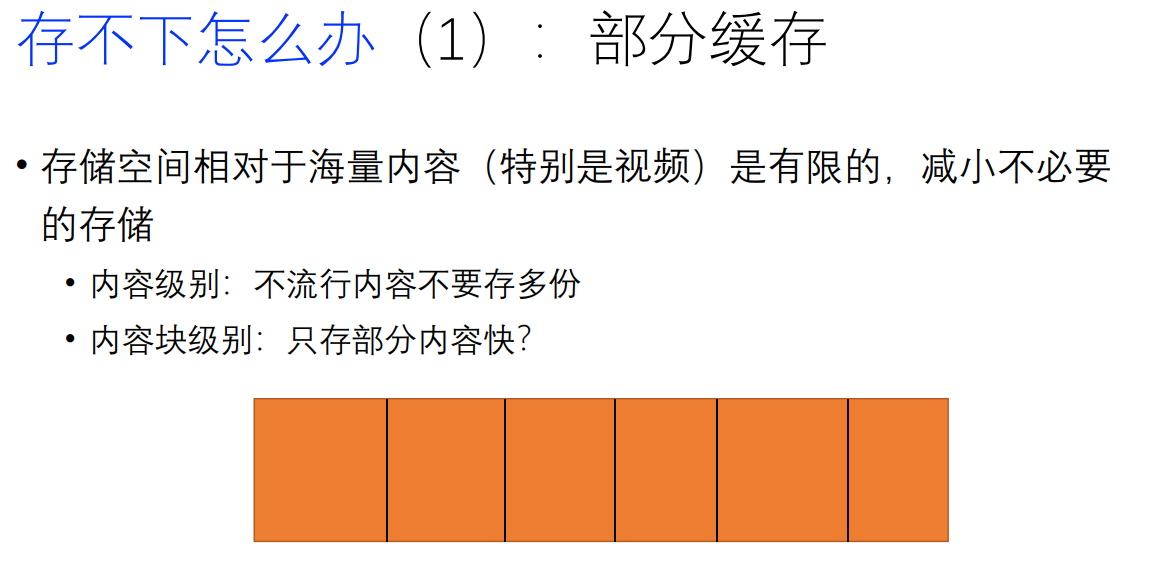 存不下怎么办（1）：部分缓存
• 存储空间相对于海量内容（特别是视频）是有限的，减小不必要
的存储
• 内容级别：不流行内容不要存多份
• 内容块级别：只存部分内容快？